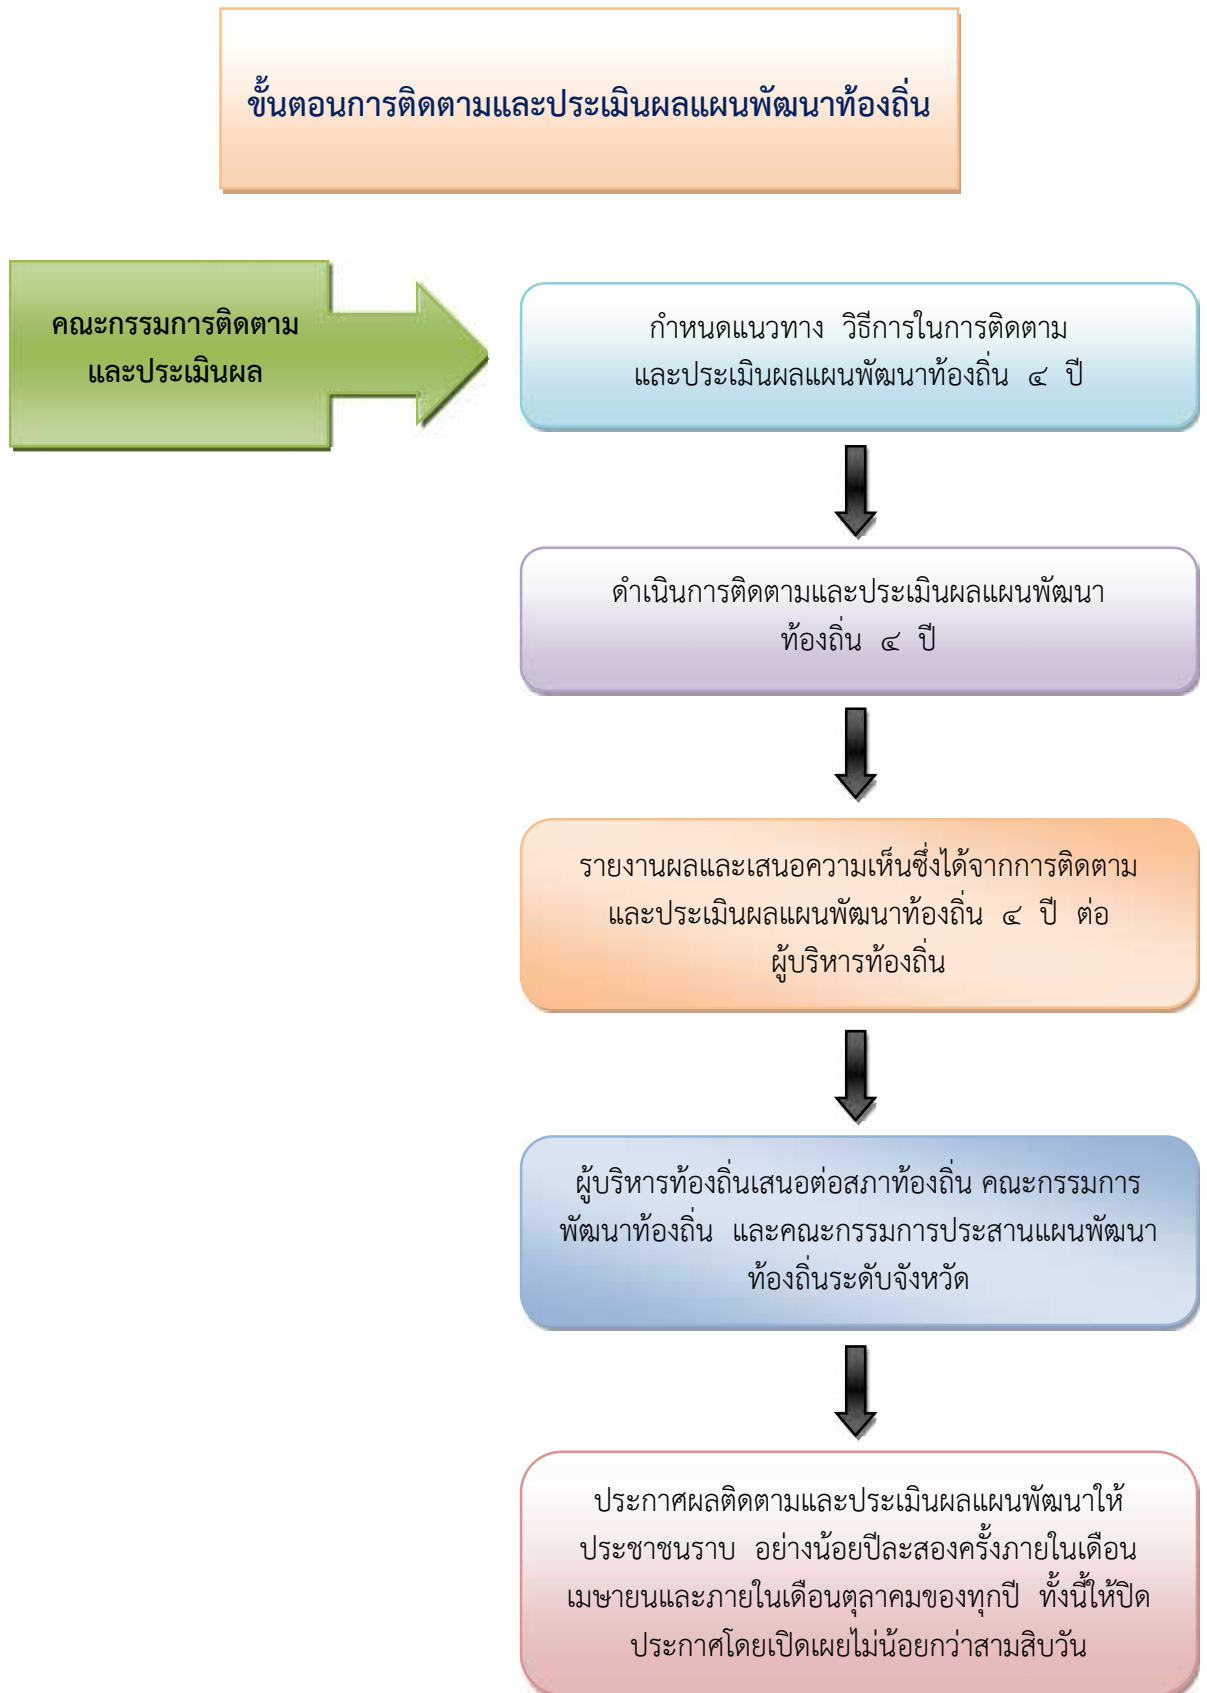 ขั้นตอนการติดตามและประเมินผลแผนพัฒนาท้องถิ่น
คณะกรรมการติดตาม
และประเมินผล
กำหนดแนวทาง วิธีการในการติดตาม
และประเมินผลแผนพัฒนาท้องถิ่น ๔ ปี
ดำเนินการติดตามและประเมินผลแผนพัฒนา
ท้องถิ่น ๔ ปี
รายงานผลและเสนอความเห็นซึ่งได้จากการติดตาม
และประเมินผลแผนพัฒนาท้องถิ่น ๔ ปี ต่อ
ผู้บริหารท้องถิ่น
ผู้บริหารท้องถิ่นเสนอต่อสภาท้องถิ่น คณะกรรมการ
พัฒนาท้องถิ่น และคณะกรรมการประสานแผนพัฒนา
ท้องถิ่นระดับจังหวัด
ประกาศผลติดตามและประเมินผลแผนพัฒนาให้
ประชาชนราบ อย่างน้อยปีละสองครั้งภายในเดือน
เมษายนและภายในเดือนตุลาคมของทุกปี ทั้งนี้ให้ปิด
ประกาศโดยเปิดเผยไม่น้อยกว่าสามสิบวัน